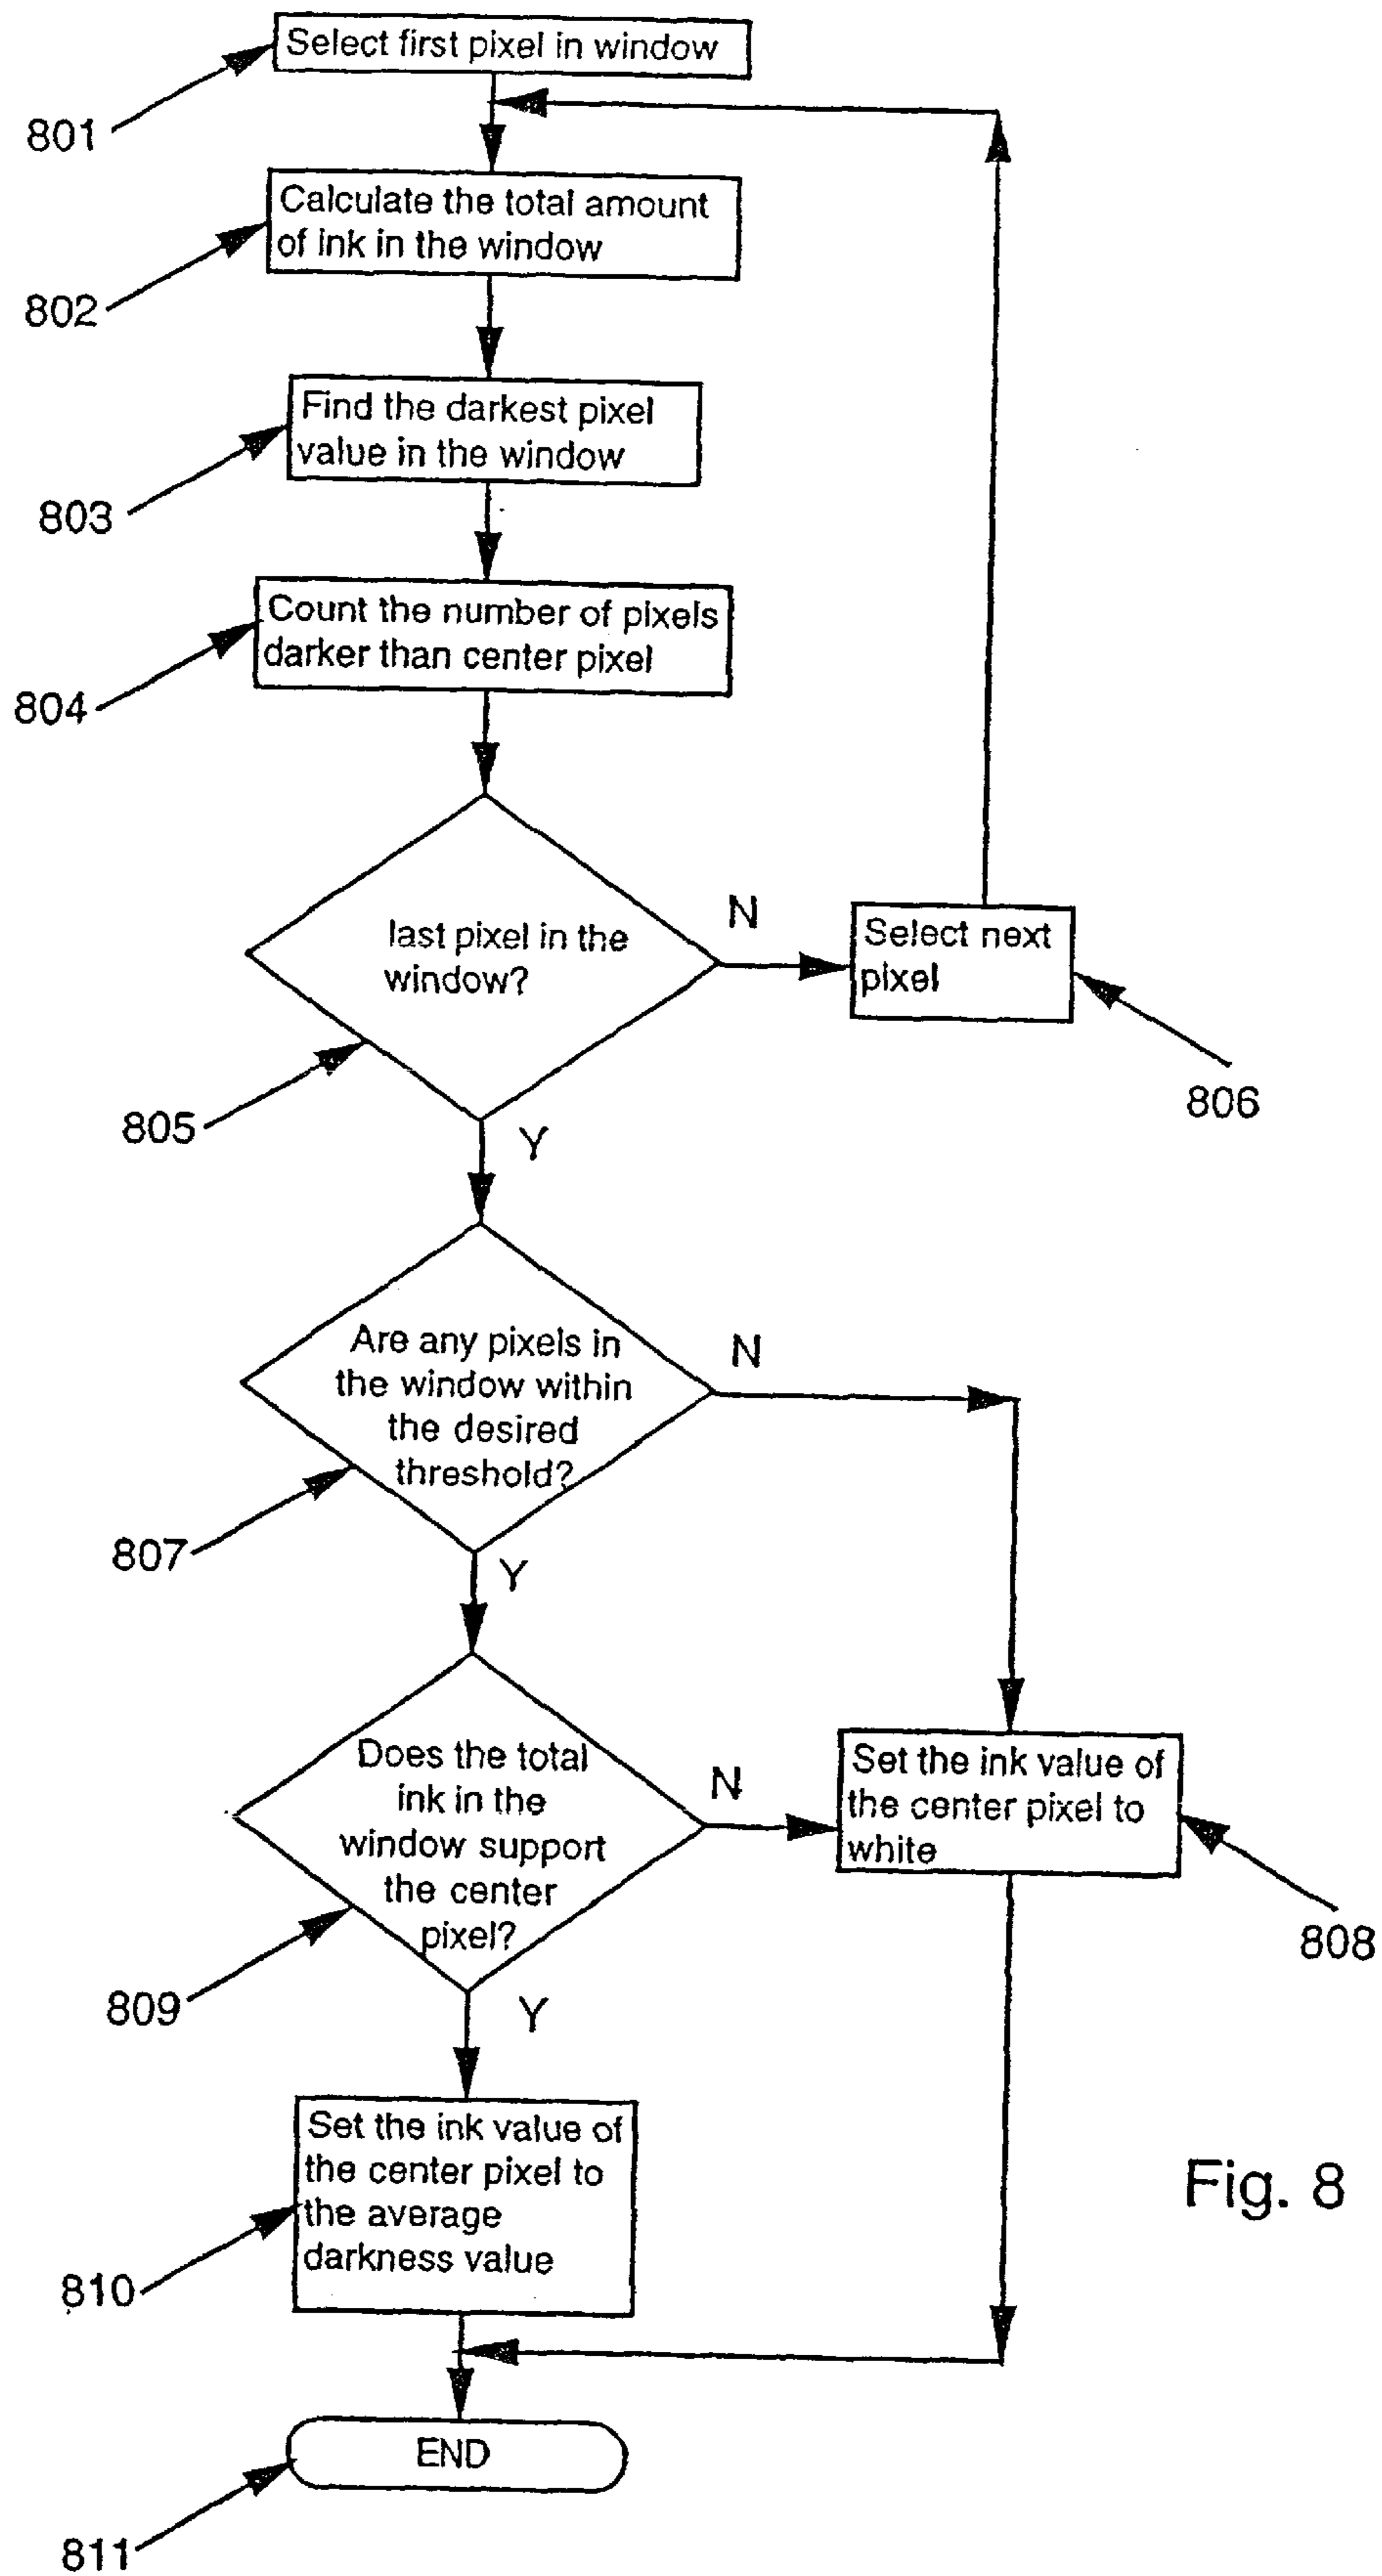 Select first pixel in window
801
Calculate the total amount
of ink in the window
802
Find the darkest pixel
value in the window
803
Count the number of pixels
darker than center pixel
804
last pixel in the
window?
N
Select next
pixel
805
806
Y
Are any pixels in
the window within
the desired
threshold?
N
807
Y
Does the total
ink in the
window support
the center
pixel?
N
Set the ink value of
the center pixel to
white
808
809
Y
Set the ink value of
the center pixel to
the average
darkness value
810
Fig. 8
END
811